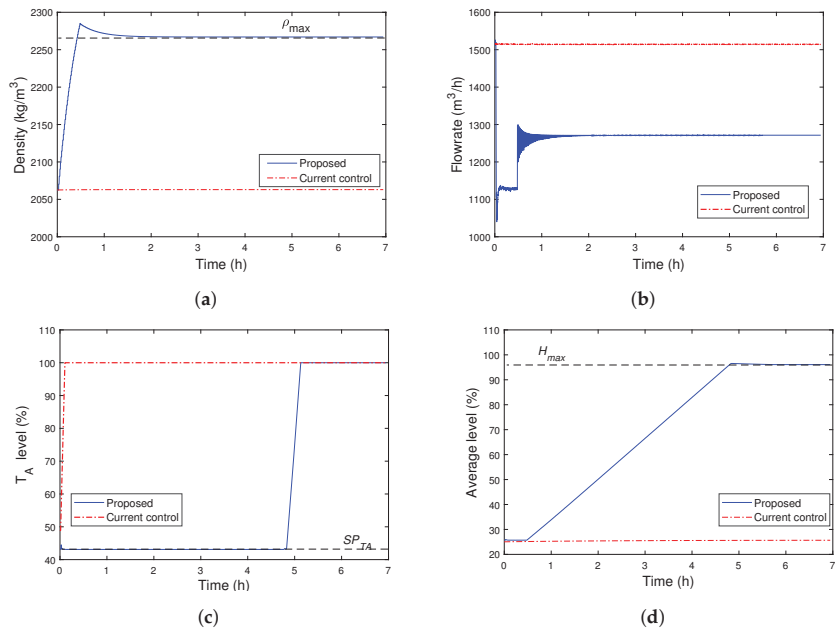 2300
2250
2200
2150
2100
2050
2000
Density (kg/m³)
ρmax
Proposed
Current control
0 1 2 3 4 5 6 7
Time (h)
(a)
1600
1500
1400
1300
1200
1100
1000
Flowrate (m³/h)
Proposed
Current control
0 1 2 3 4 5 6 7
Time (h)
(b)
110
100
90
80
70
60
50
40
T_A level (%)
Proposed
Current control
SP_TA
0 1 2 3 4 5 6 7
Time (h)
(c)
110
100
90
80
70
60
50
40
30
20
Average level (%)
H_max
Proposed
Current control
0 1 2 3 4 5 6 7
Time (h)
(d)